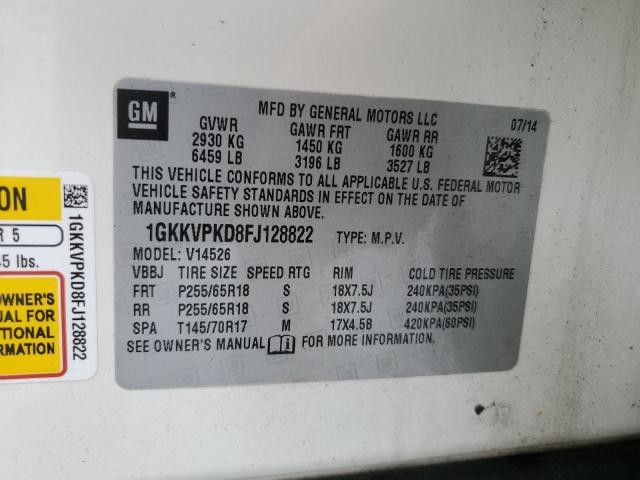 GM ®
MFD BY GENERAL MOTORS LLC
07/14
GVWR GAWR FRT GAWR RR
2930 KG 1450 KG 1600 KG
6459 LB 3196 LB 3527 LB
THIS VEHICLE CONFORMS TO ALL APPLICABLE U.S. FEDERAL MOTOR
VEHICLE SAFETY STANDARDS IN EFFECT ON THE DATE OF
MANUFACTURE SHOWN ABOVE.
1GKKVPKD8FJ128822 TYPE: M.P.V.
MODEL: V14526
VBBJ TIRE SIZE SPEED RTG RIM COLD TIRE PRESSURE
FRT P255/65R18 S 18X7.5J 240KPA(35PSI)
RR P255/65R18 S 18X7.5J 240KPA(35PSI)
SPA T145/70R17 M 17X4.5B 420KPA(60PSI)
SEE OWNER'S MANUAL i FOR MORE INFORMATION.
ON
R 5
5 lbs.
OWNER'S
FOR
TIONAL
RMATION
1GKKVPKD8FJ128822